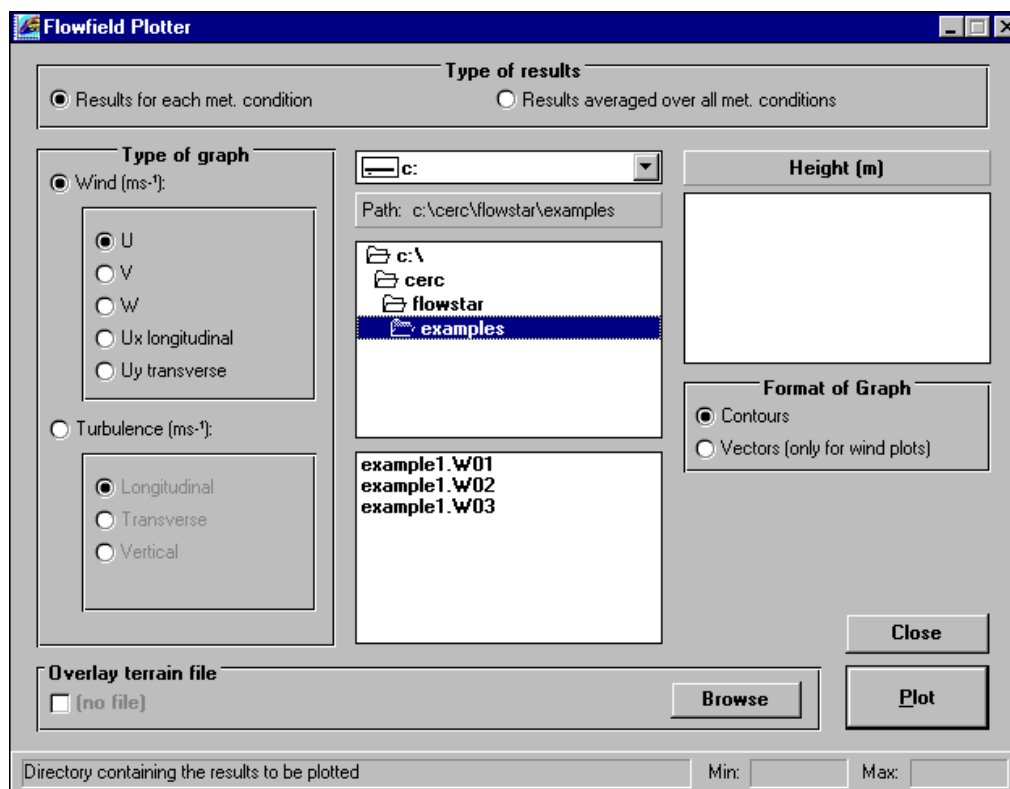 Flowfield Plotter
Type of results
Results for each met. condition
Results averaged over all met. conditions
Type of graph
Wind (ms-¹):
U
V
W
Ux longitudinal
Uy transverse
Turbulence (ms-¹):
Longitudinal
Transverse
Vertical
c:
Path: c:\cerc\flowstar\examples
c:\
cerc
flowstar
examples
example1.W01
example1.W02
example1.W03
Height (m)
Format of Graph
Contours
Vectors (only for wind plots)
Close
Overlay terrain file
(no file)
Browse
Plot
Directory containing the results to be plotted
Min:
Max: